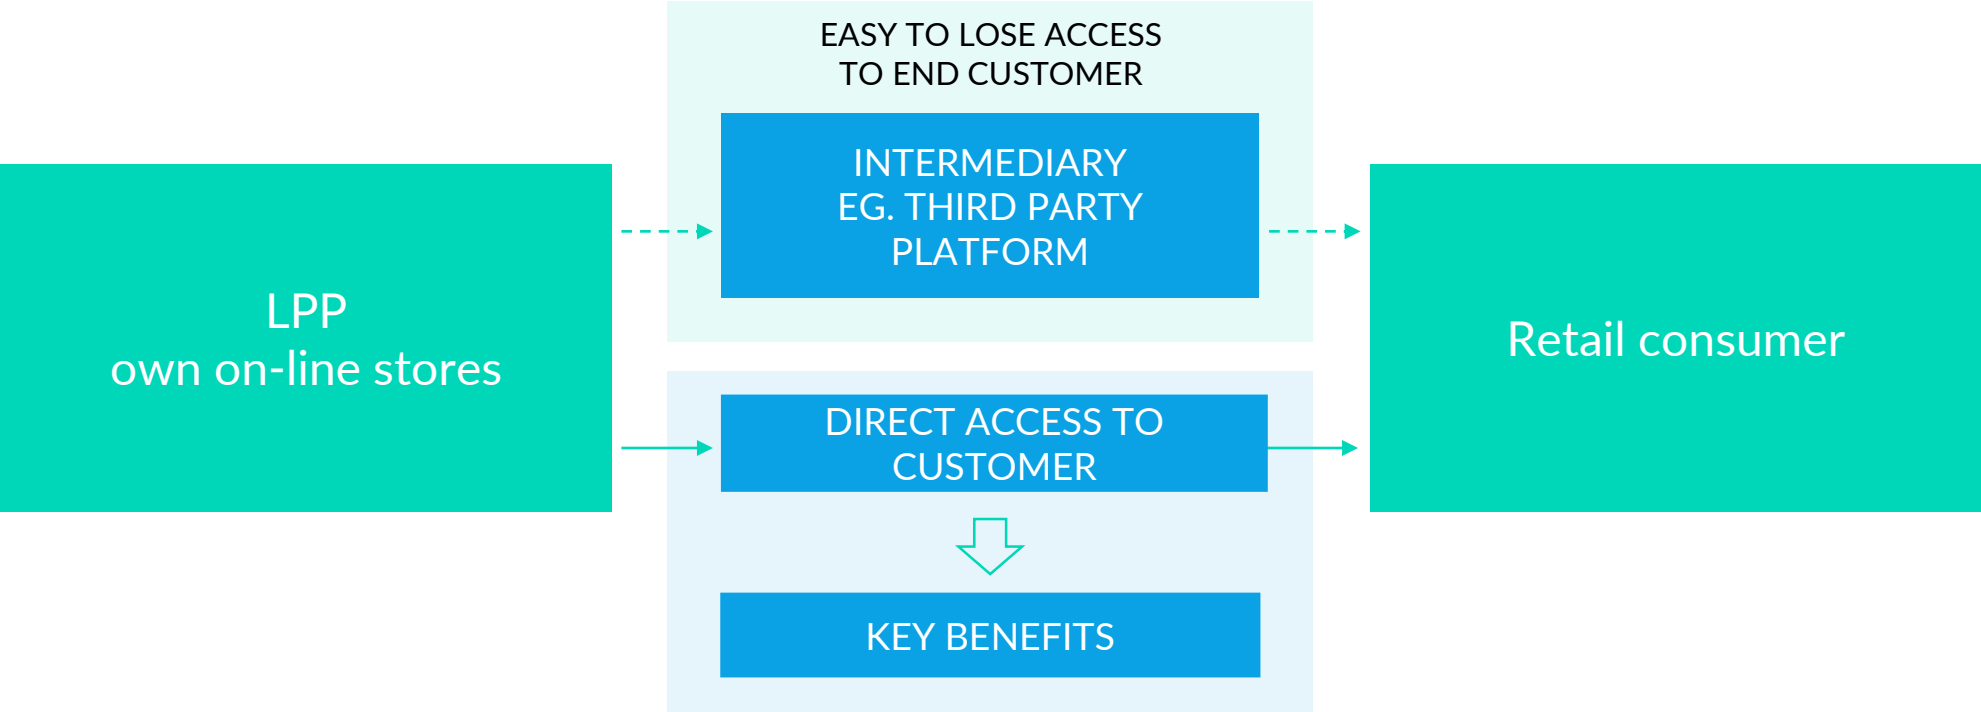 EASY TO LOSE ACCESS
TO END CUSTOMER
INTERMEDIARY
EG. THIRD PARTY
PLATFORM
LPP
own on-line stores
Retail consumer
DIRECT ACCESS TO
CUSTOMER
KEY BENEFITS